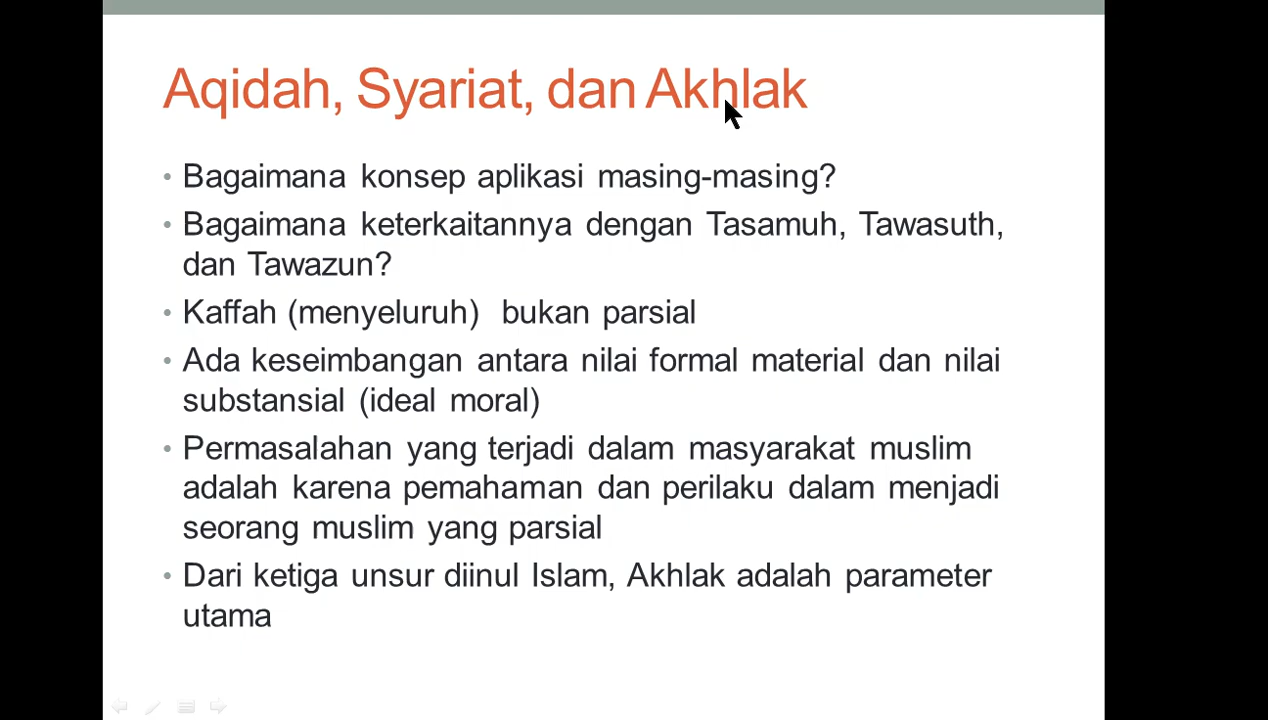 Aqidah, Syariat, dan Akhlak
• Bagaimana konsep aplikasi masing-masing?
• Bagaimana keterkaitannya dengan Tasamuh, Tawasuth,
dan Tawazun?
• Kaffah (menyeluruh) bukan parsial
• Ada keseimbangan antara nilai formal material dan nilai
substansial (ideal moral)
• Permasalahan yang terjadi dalam masyarakat muslim
adalah karena pemahaman dan perilaku dalam menjadi
seorang muslim yang parsial
• Dari ketiga unsur diinul Islam, Akhlak adalah parameter
utama